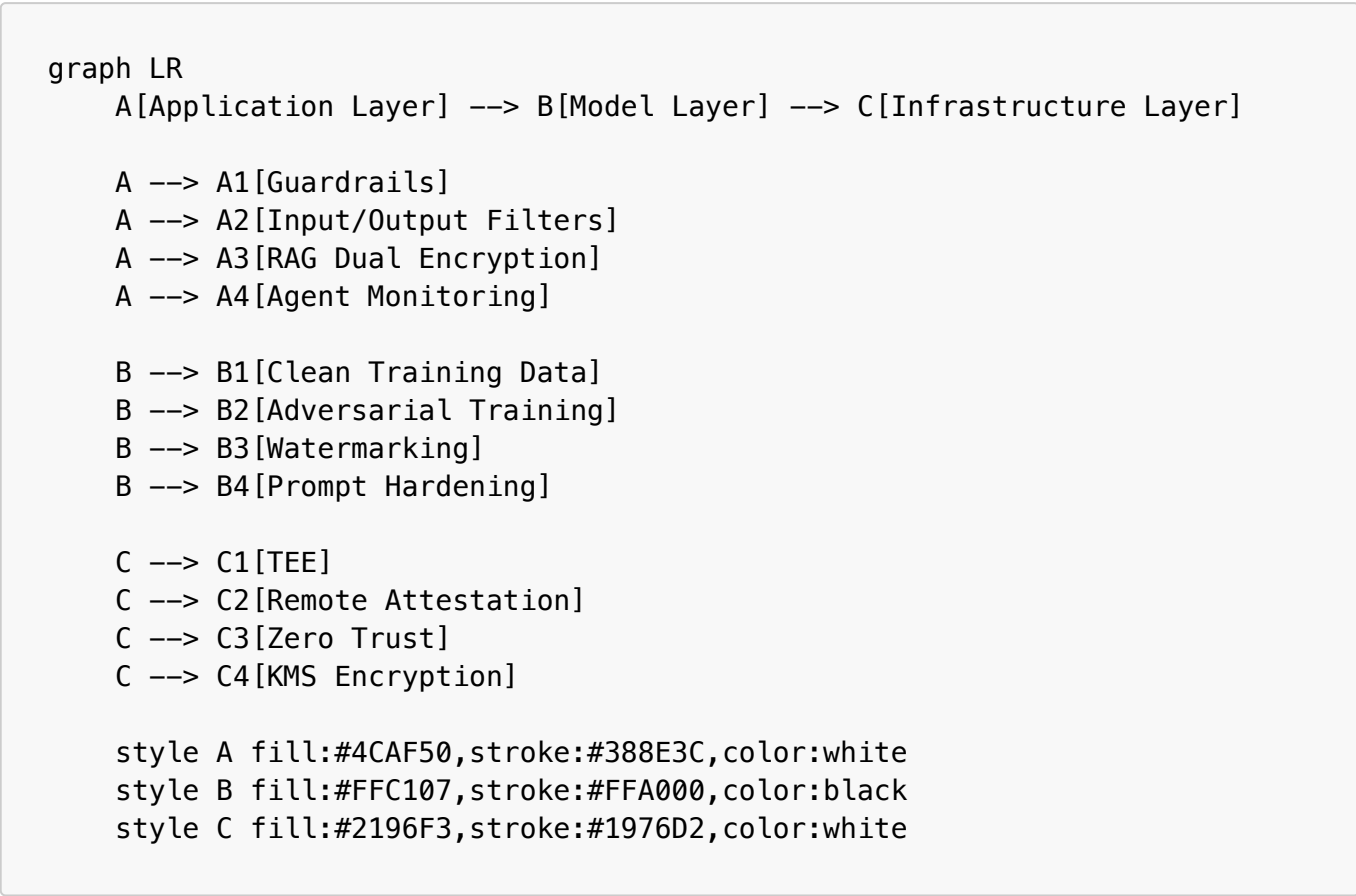 graph LR
    A[Application Layer] --> B[Model Layer] --> C[Infrastructure Layer]

    A --> A1[Guardrails]
    A --> A2[Input/Output Filters]
    A --> A3[RAG Dual Encryption]
    A --> A4[Agent Monitoring]

    B --> B1[Clean Training Data]
    B --> B2[Adversarial Training]
    B --> B3[Watermarking]
    B --> B4[Prompt Hardening]

    C --> C1[TEE]
    C --> C2[Remote Attestation]
    C --> C3[Zero Trust]
    C --> C4[KMS Encryption]

    style A fill:#4CAF50,stroke:#388E3C,color:white
    style B fill:#FFC107,stroke:#FFA000,color:black
    style C fill:#2196F3,stroke:#1976D2,color:white